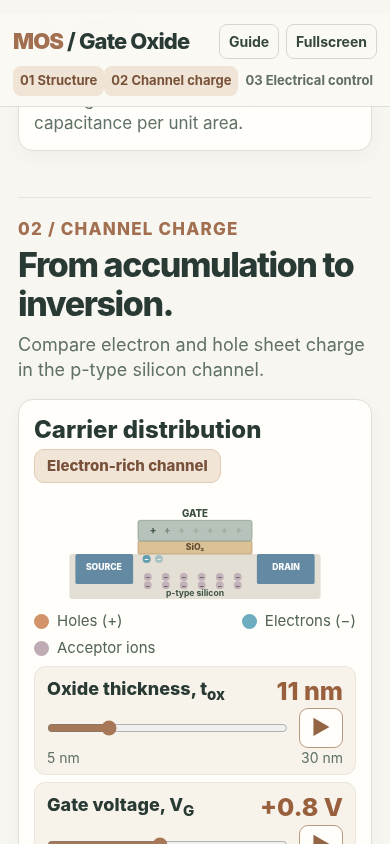 MOS / Gate Oxide
Guide
Fullscreen
01 Structure
02 Channel charge
03 Electrical control
capacitance per unit area.
02 / CHANNEL CHARGE
From accumulation to
inversion.
Compare electron and hole sheet charge
in the p-type silicon channel.
Carrier distribution
Electron-rich channel
GATE
+ + + + + + +
SiO₂
SOURCE
DRAIN
p-type silicon
Holes (+)
Electrons (−)
Acceptor ions
Oxide thickness, tox
11 nm
5 nm
30 nm
Gate voltage, VG
+0.8 V